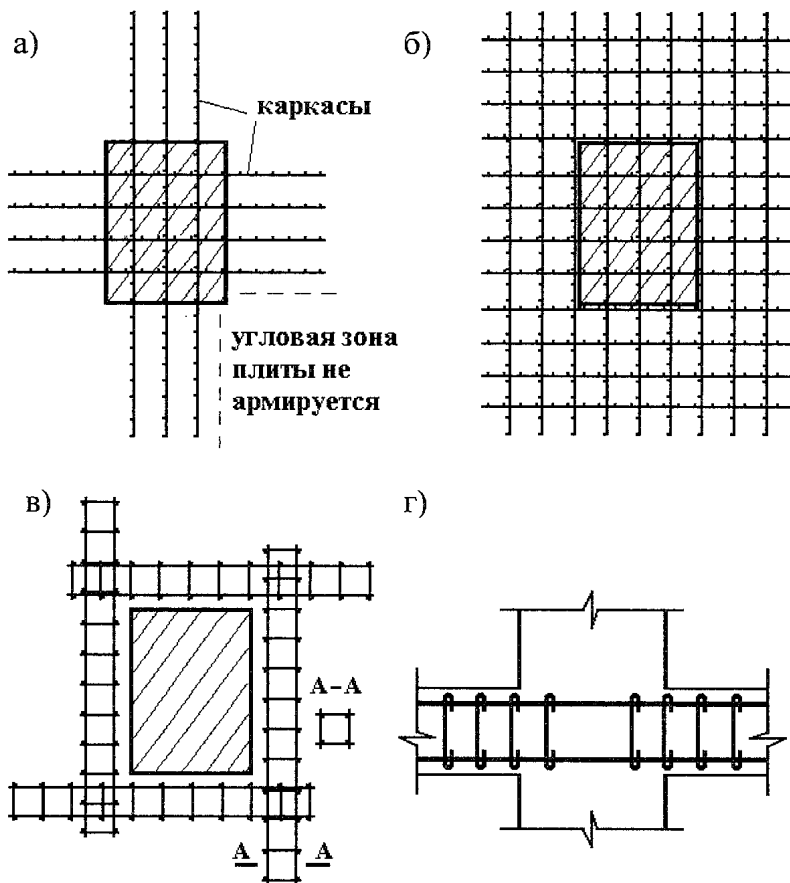 а)
б)
каркасы
угловая зона
плиты не
армируется
в)
г)
А–А
А А